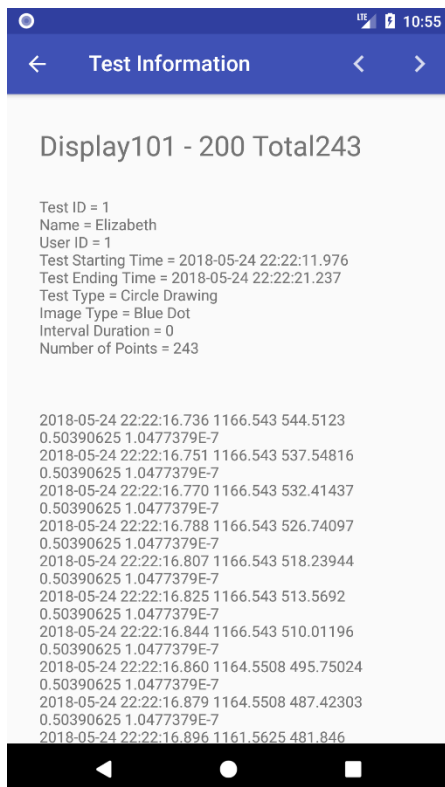 LTE 10:55
Test Information
Display101 - 200 Total243
Test ID = 1
Name = Elizabeth
User ID = 1
Test Starting Time = 2018-05-24 22:22:11.976
Test Ending Time = 2018-05-24 22:22:21.237
Test Type = Circle Drawing
Image Type = Blue Dot
Interval Duration = 0
Number of Points = 243
2018-05-24 22:22:16.736 1166.543 544.5123
0.50390625 1.0477379E-7
2018-05-24 22:22:16.751 1166.543 537.54816
0.50390625 1.0477379E-7
2018-05-24 22:22:16.770 1166.543 532.41437
0.50390625 1.0477379E-7
2018-05-24 22:22:16.788 1166.543 526.74097
0.50390625 1.0477379E-7
2018-05-24 22:22:16.807 1166.543 518.23944
0.50390625 1.0477379E-7
2018-05-24 22:22:16.825 1166.543 513.5692
0.50390625 1.0477379E-7
2018-05-24 22:22:16.844 1166.543 510.01196
0.50390625 1.0477379E-7
2018-05-24 22:22:16.860 1164.5508 495.75024
0.50390625 1.0477379E-7
2018-05-24 22:22:16.879 1164.5508 487.42303
0.50390625 1.0477379E-7
2018-05-24 22:22:16.896 1161.5625 481.846